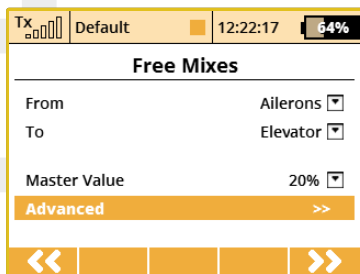 Tx Default 12:22:17 64%
Free Mixes
From Ailerons
To Elevator
Master Value 20%
Advanced >>